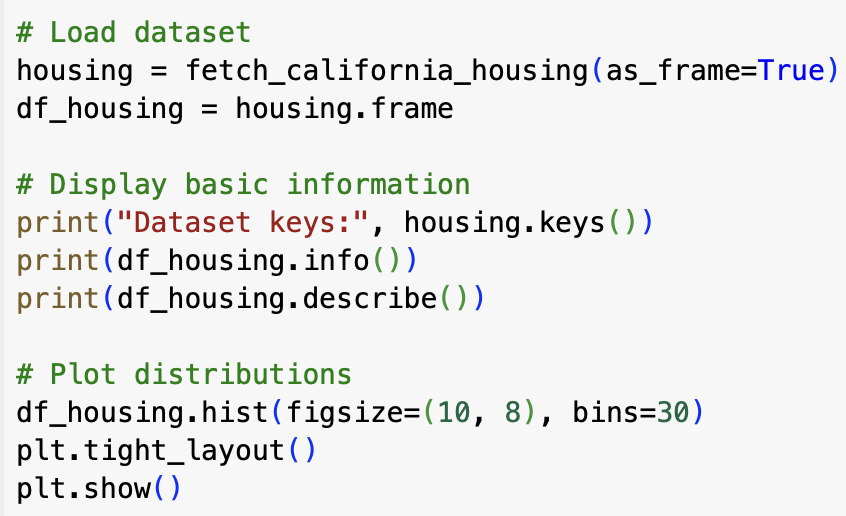 # Load dataset
housing = fetch_california_housing(as_frame=True)
df_housing = housing.frame

# Display basic information
print("Dataset keys:", housing.keys())
print(df_housing.info())
print(df_housing.describe())

# Plot distributions
df_housing.hist(figsize=(10, 8), bins=30)
plt.tight_layout()
plt.show()